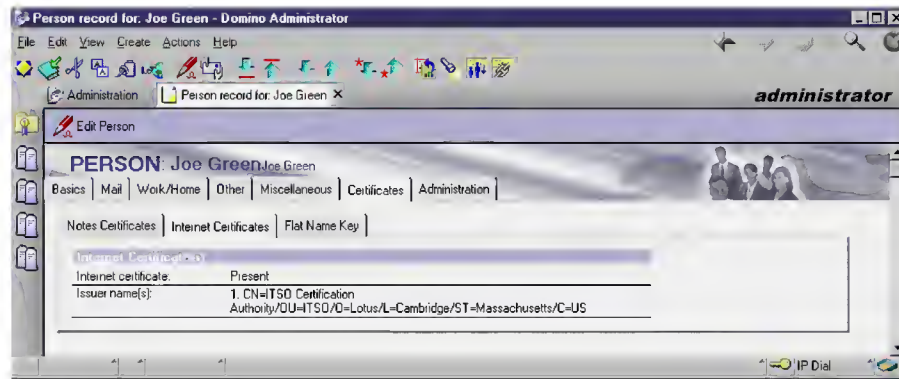 Person record for: Joe Green - Domino Administrator
File Edit View Create Actions Help
Administration Person record for: Joe Green
administrator
Edit Person
PERSON: Joe Green Joe Green
Basics Mail Work/Home Other Miscellaneous Certificates Administration
Notes Certificates Internet Certificates Flat Name Key
Internet Certificate(s)
Internet certificate: Present
Issuer name(s): 1. CN=ITSO Certification
Authority/OU=ITSO/O=Lotus/L=Cambridge/ST=Massachusetts/C=US
IP Dial